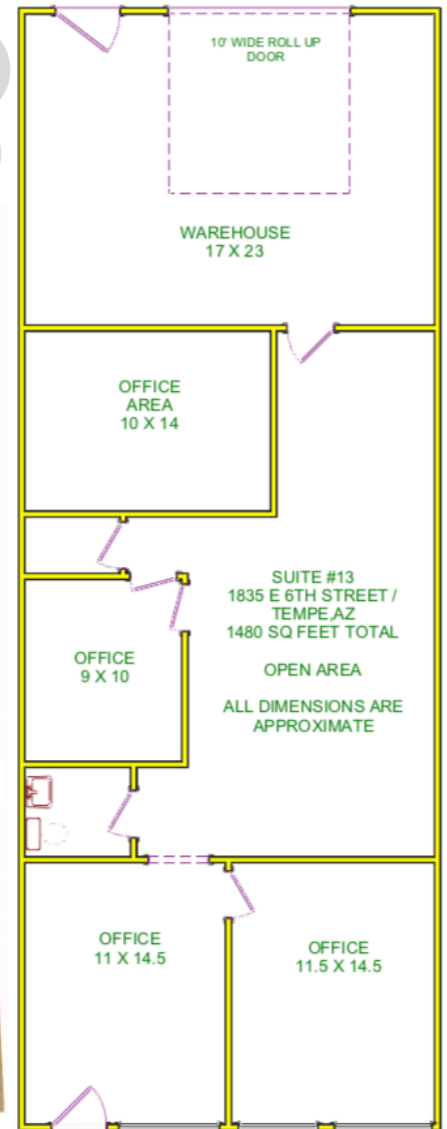 10' WIDE ROLL UP
DOOR
WAREHOUSE
17 X 23
OFFICE
AREA
10 X 14
SUITE #13
1835 E 6TH STREET /
TEMPE,AZ
1480 SQ FEET TOTAL
OPEN AREA
ALL DIMENSIONS ARE
APPROXIMATE
OFFICE
9 X 10
OFFICE
11 X 14.5
OFFICE
11.5 X 14.5